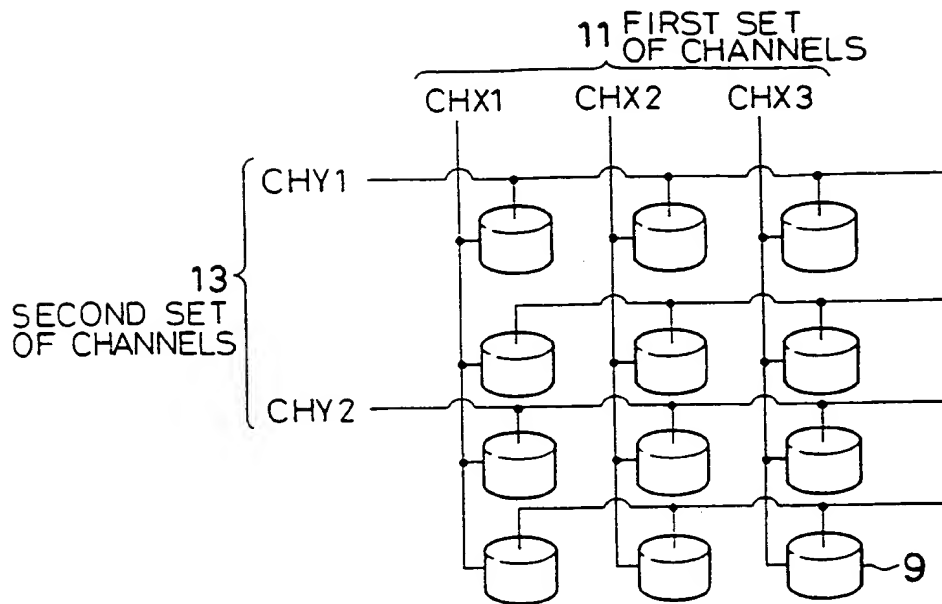 11 FIRST SET
OF CHANNELS
CHX1 CHX2 CHX3
CHY1
13
SECOND SET
OF CHANNELS
CHY2
9